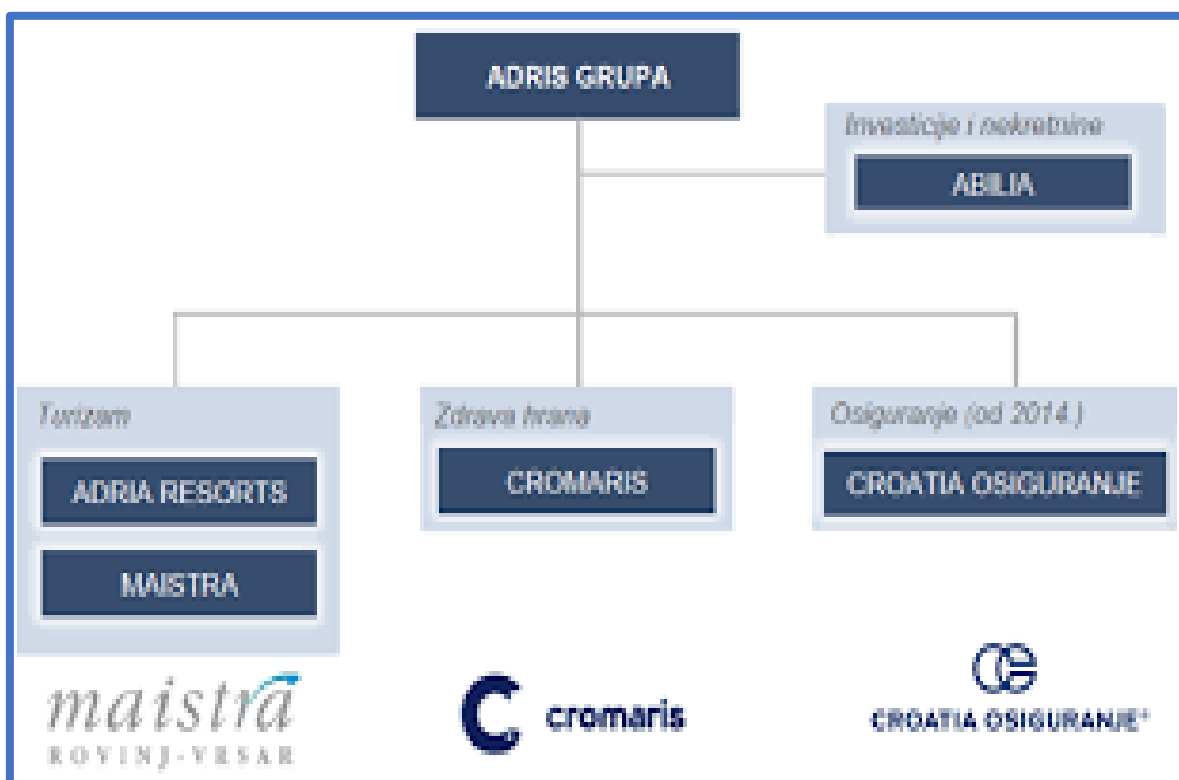 ADRIS GRUPA
Investicije i nekretnine
ABILIA
Turizam
ADRIA RESORTS
MAISTRA
Zdrava hrana
CROMARIS
Osiguranje (od 2014.)
CROATIA OSIGURANJE
maistra
ROVINJ-VRSAR
cromaris
CROATIA OSIGURANJE